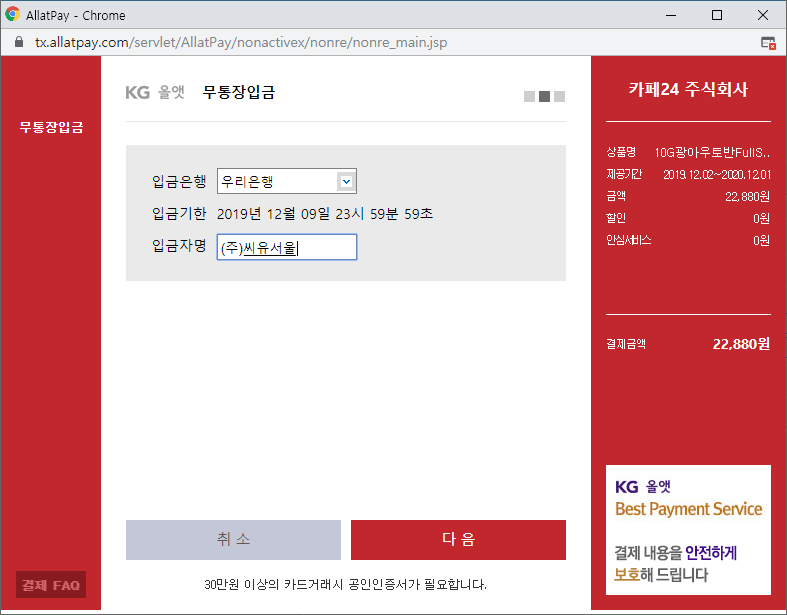 AllatPay - Chrome
tx.allatpay.com/servlet/AllatPay/nonactivex/nonre/nonre_main.jsp
무통장입금
결제 FAQ
KG 올앳 무통장입금
입금은행 우리은행
입금기한 2019년 12월 09일 23시 59분 59초
입금자명 (주)씨유서울
취 소
다 음
30만원 이상의 카드거래시 공인인증서가 필요합니다.
카페24 주식회사
상품명 10G광아우토반FullS..
제공기간 2019.12.02~2020.12.01
금액 22,880원
할인 0원
안심서비스 0원
결제금액 22,880원
KG 올앳
Best Payment Service
결제 내용을 안전하게
보호해 드립니다